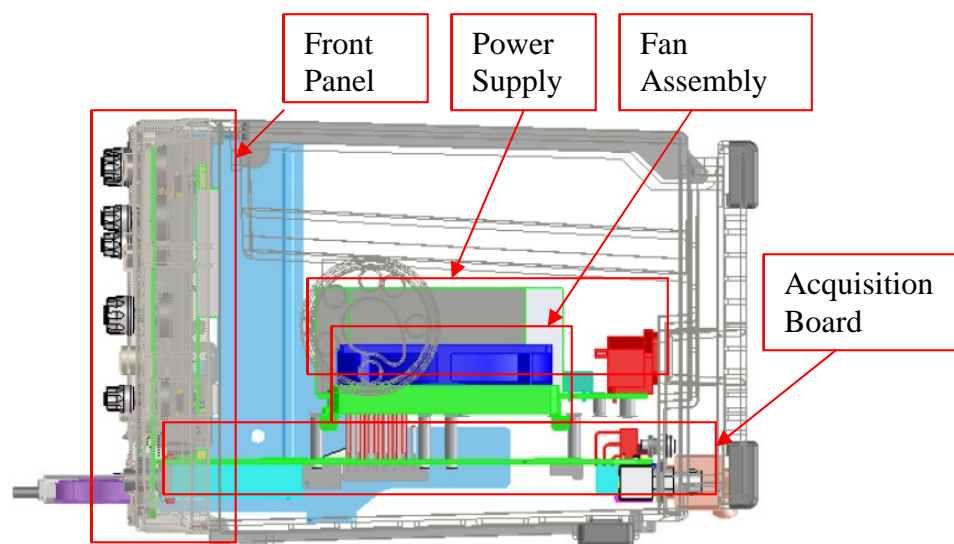 Front
Panel
Power
Supply
Fan
Assembly
Acquisition
Board